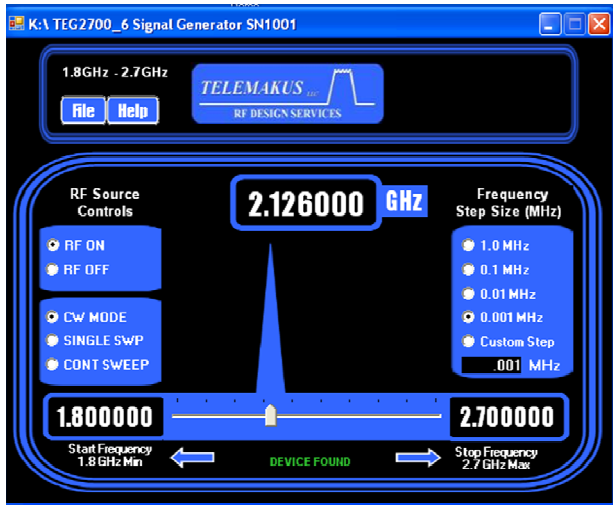 K:\ TEG2700_6 Signal Generator SN1001
1.8GHz - 2.7GHz
File Help
TELEMAKUS LLC
RF DESIGN SERVICES
2.126000 GHz
RF Source
Controls
RF ON
RF OFF
CW MODE
SINGLE SWP
CONT SWEEP
Frequency
Step Size (MHz)
1.0 MHz
0.1 MHz
0.01 MHz
0.001 MHz
Custom Step
.001 MHz
1.800000
2.700000
Start Frequency
1.8 GHz Min
DEVICE FOUND
Stop Frequency
2.7 GHz Max